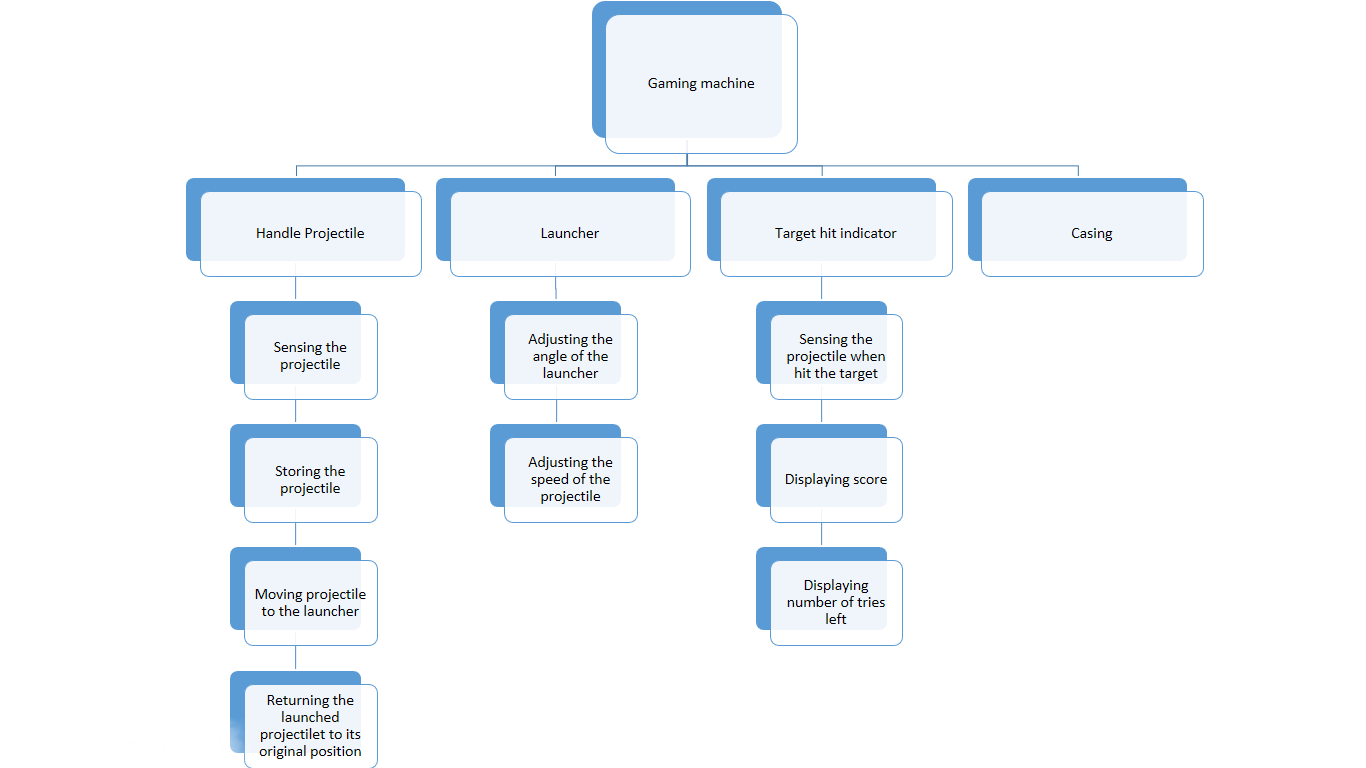 Gaming machine
Handle Projectile
Launcher
Target hit indicator
Casing
Sensing the
projectile
Adjusting the
angle of the
launcher
Sensing the
projectile when
hit the target
Storing the
projectile
Adjusting the
speed of the
projectile
Displaying score
Moving projectile
to the launcher
Displaying
number of tries
left
Returning the
launched
projectilet to its
original position